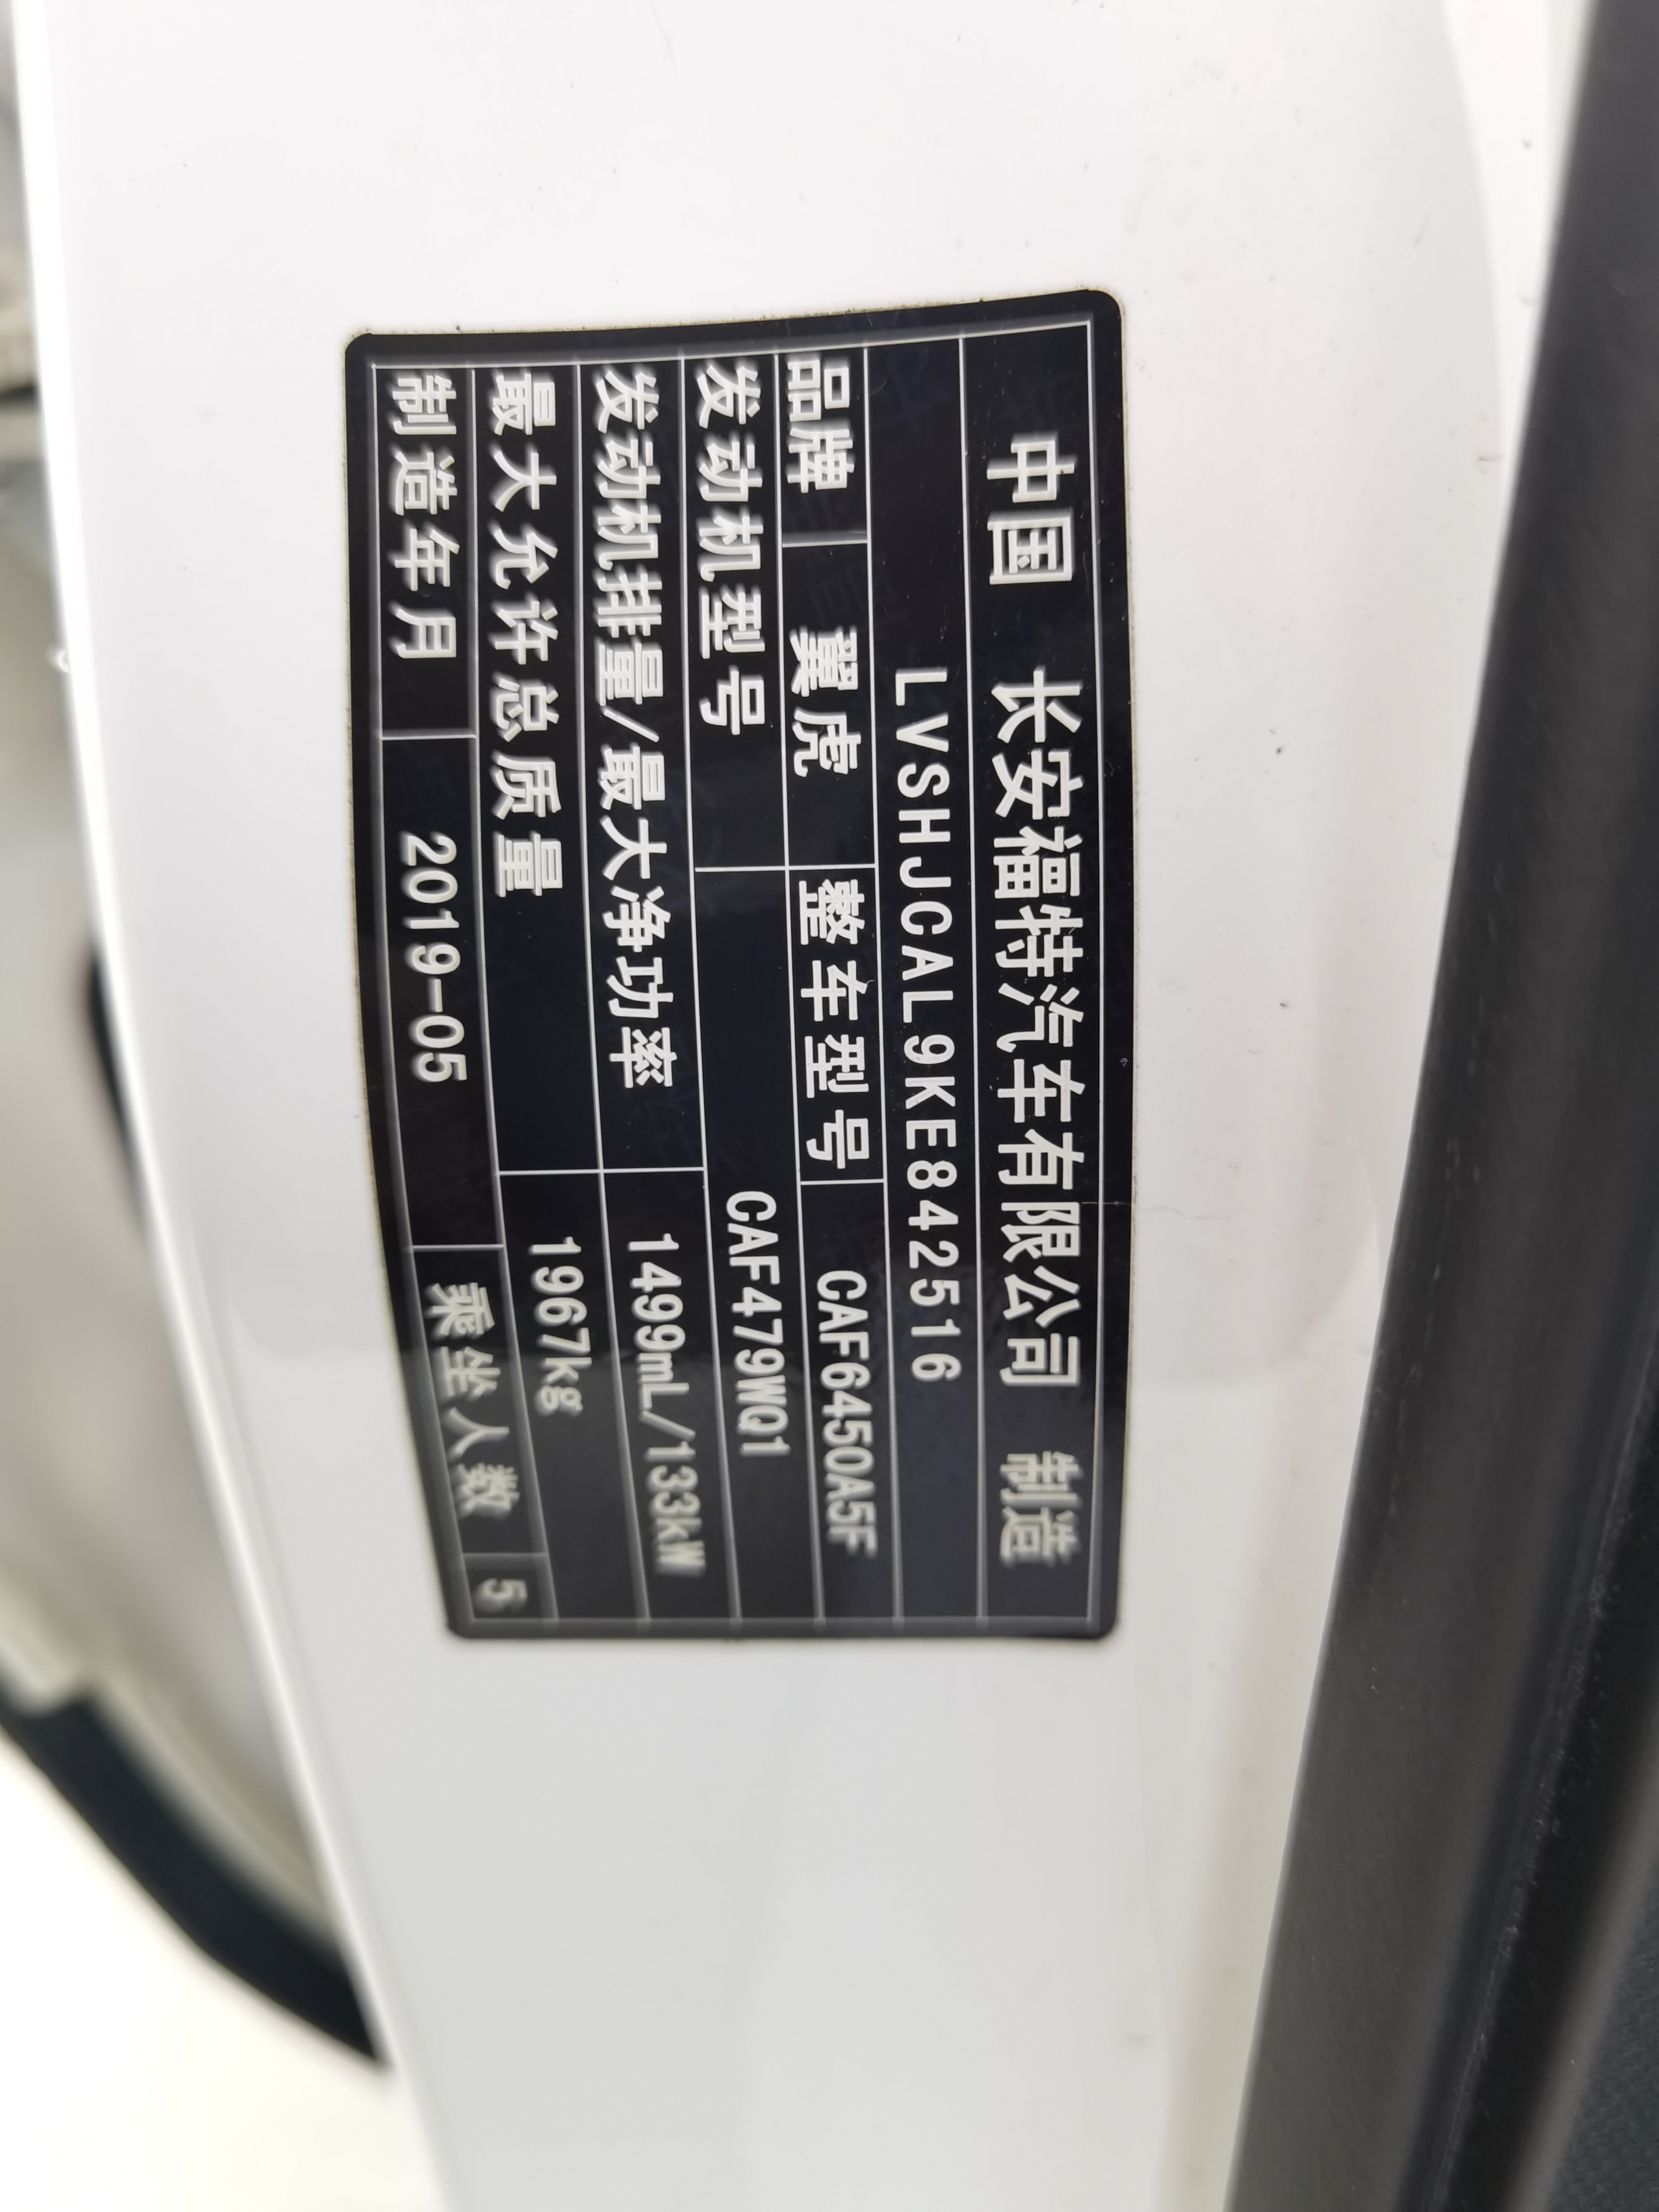 中国 长安福特汽车有限公司 制造
LVSHJCAL9KE842516
品牌 翼虎 整车型号 CAF6450A5F
发动机型号 CAF479WQ1
发动机排量/最大净功率 1499mL/133kW
最大允许总质量 1967kg
制造年月 2019-05 乘坐人数 5